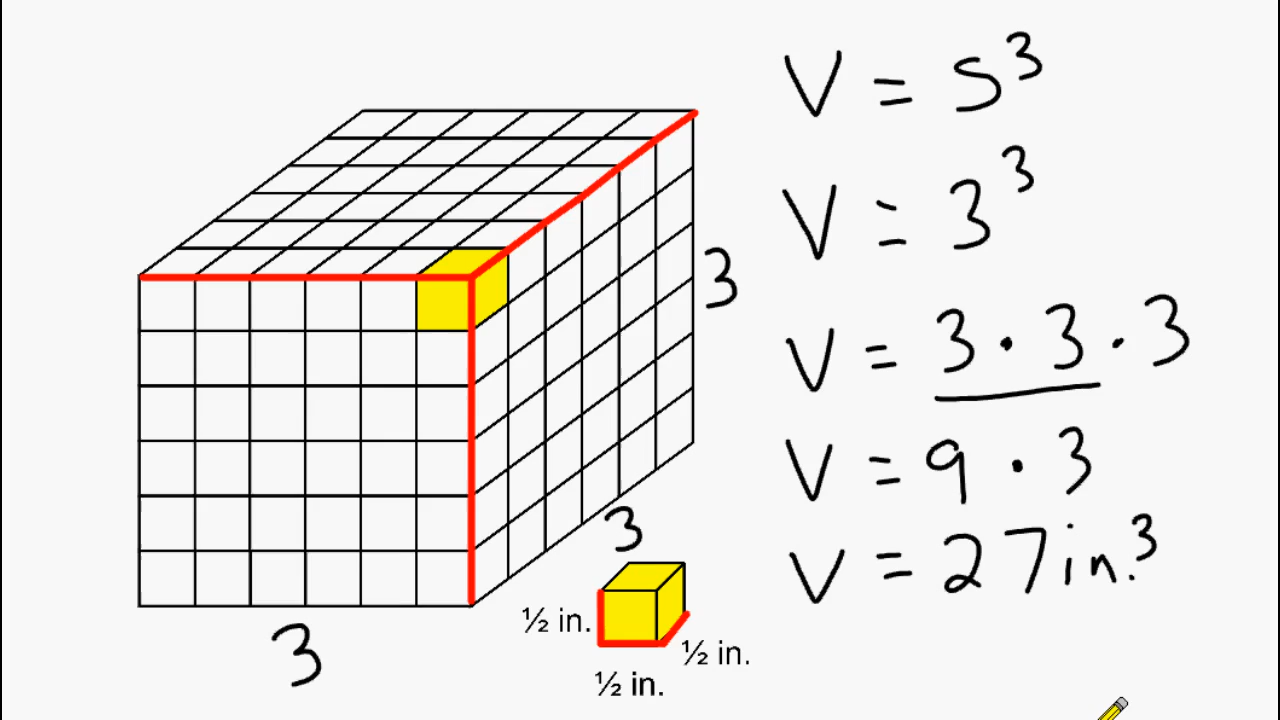 V = S³
V = 3³
3
V = 3 · 3 · 3
V = 9 · 3
3
V = 27 in.³
½ in.
½ in.
½ in.
3